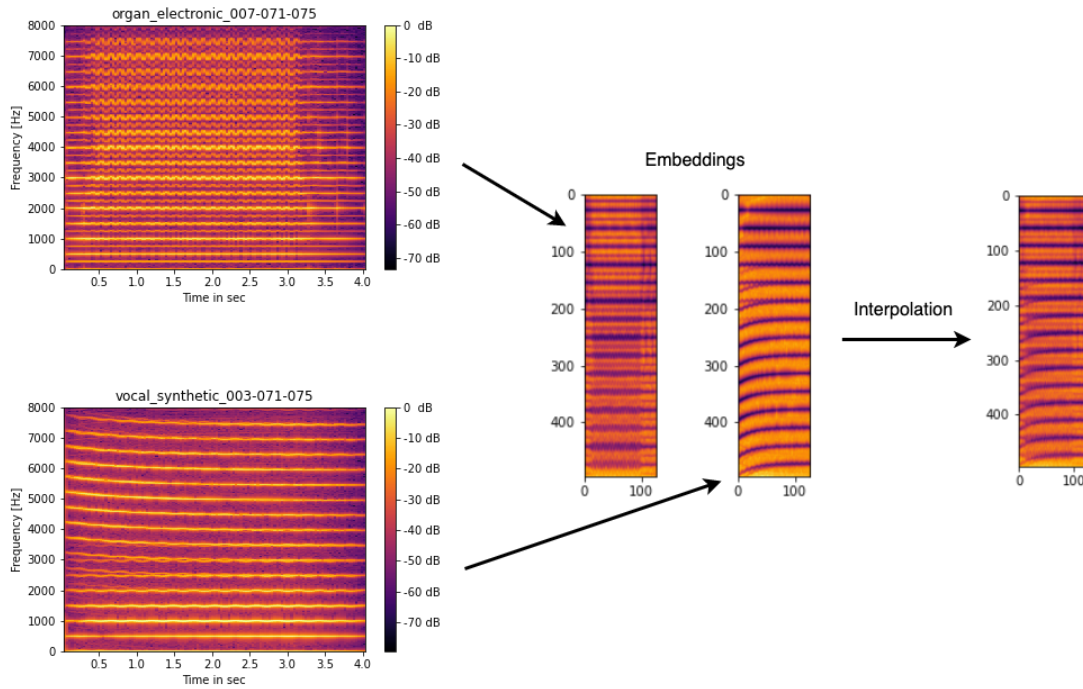 organ_electronic_007-071-075
8000
7000
6000
5000
4000
3000
2000
1000
0
Frequency [Hz]
0.5 1.0 1.5 2.0 2.5 3.0 3.5 4.0
Time in sec
0 dB
-10 dB
-20 dB
-30 dB
-40 dB
-50 dB
-60 dB
-70 dB
vocal_synthetic_003-071-075
8000
7000
6000
5000
4000
3000
2000
1000
0
Frequency [Hz]
0.5 1.0 1.5 2.0 2.5 3.0 3.5 4.0
Time in sec
0 dB
-10 dB
-20 dB
-30 dB
-40 dB
-50 dB
-60 dB
-70 dB
Embeddings
0
100
200
300
400
0 100
0
100
200
300
400
0 100
Interpolation
0
100
200
300
400
0 100